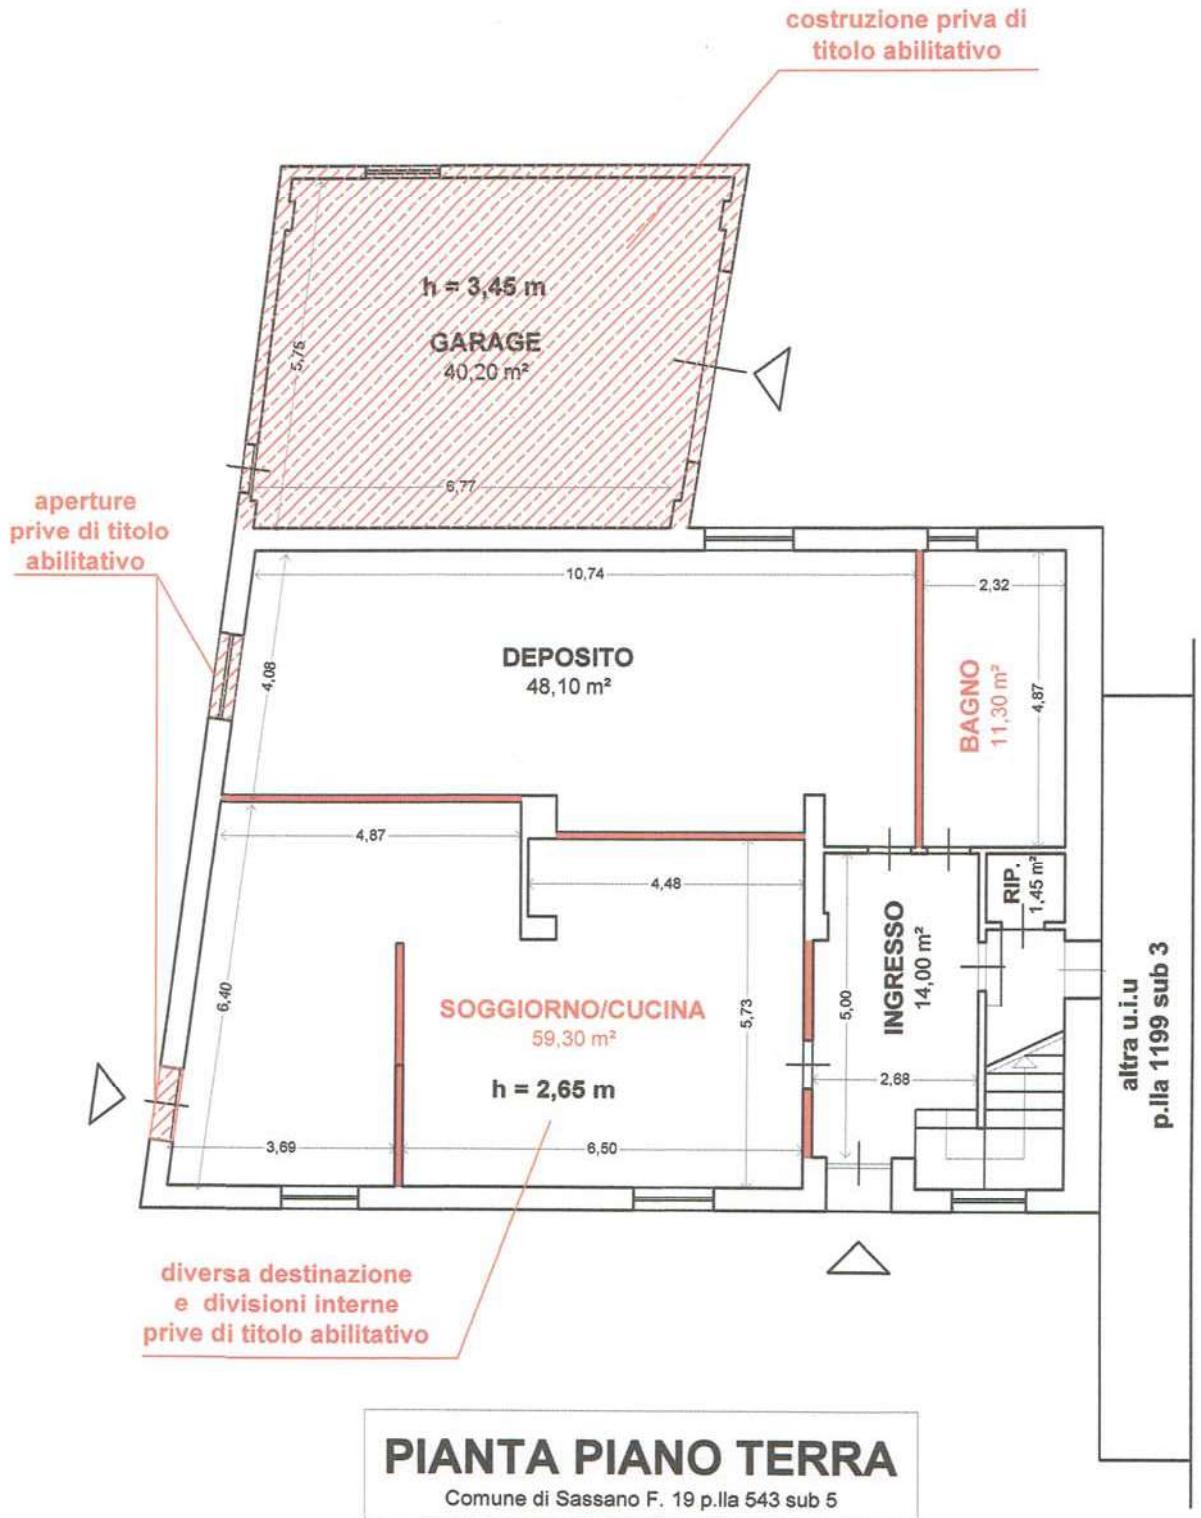 costruzione priva di
titolo abilitativo
h = 3,45 m
GARAGE
40,20 m²
5,75
6,77
aperture
prive di titolo
abilitativo
10,74
2,32
DEPOSITO
48,10 m²
4,08
BAGNO
11,30 m²
4,87
4,87
4,48
RIP.
1,45 m²
INGRESSO
14,00 m²
6,40
SOGGIORNO/CUCINA
59,30 m²
5,73
5,00
h = 2,65 m
2,68
3,69
6,50
altra u.i.u
p.lla 1199 sub 3
diversa destinazione
e divisioni interne
prive di titolo abilitativo
PIANTA PIANO TERRA
Comune di Sassano F. 19 p.lla 543 sub 5